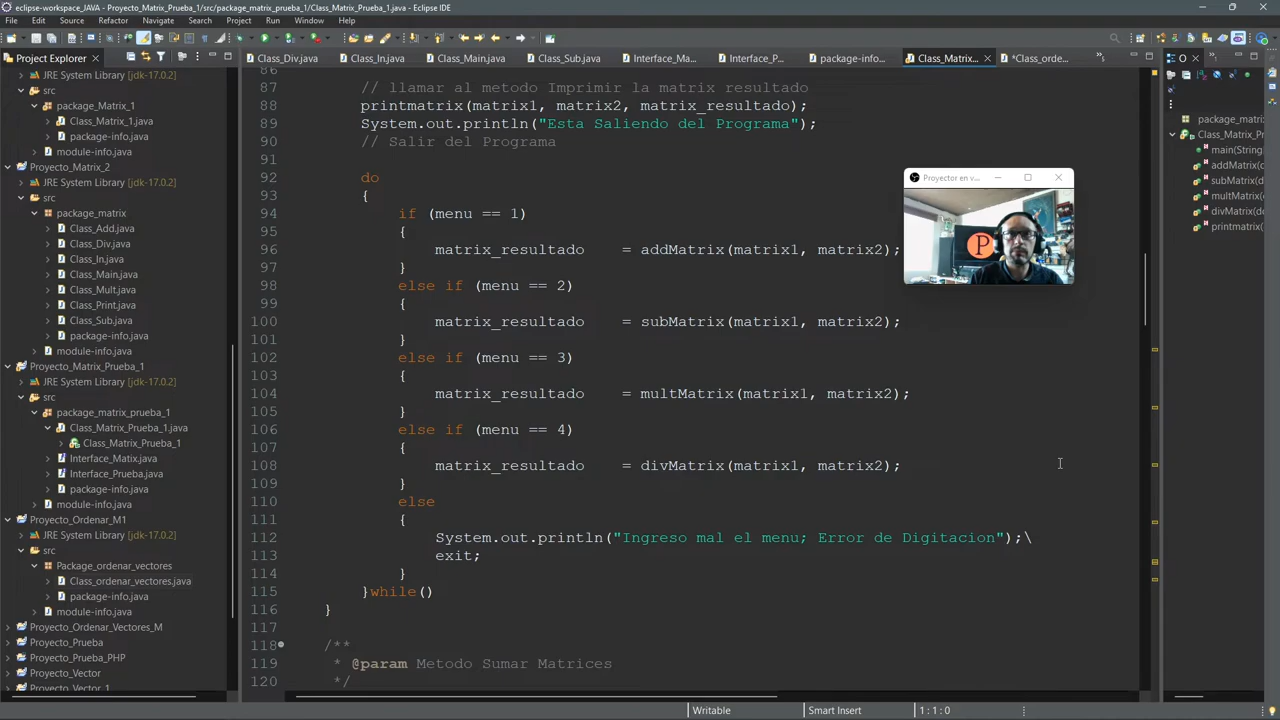 eclipse-workspace_JAVA - Proyecto_Matrix_Prueba_1/src/package_matrix_prueba_1/Class_Matrix_Prueba_1.java - Eclipse IDE
File Edit Source Refactor Navigate Search Project Run Window Help
Project Explorer
Class_Div.java Class_In.java Class_Main.java Class_Sub.java Interface_Ma... Interface_P... package-info... Class_Matrix... *Class_orde...
JRE System Library [jdk-17.0.2]
src
package_Matrix_1
Class_Matrix_1.java
package-info.java
module-info.java
Proyecto_Matrix_2
JRE System Library [jdk-17.0.2]
src
package_matrix
Class_Add.java
Class_Div.java
Class_In.java
Class_Main.java
Class_Mult.java
Class_Print.java
Class_Sub.java
package-info.java
module-info.java
Proyecto_Matrix_Prueba_1
JRE System Library [jdk-17.0.2]
src
package_matrix_prueba_1
Class_Matrix_Prueba_1.java
Class_Matrix_Prueba_1
Interface_Matix.java
Interface_Prueba.java
package-info.java
module-info.java
Proyecto_Ordenar_M1
JRE System Library [jdk-17.0.2]
src
Package_ordenar_vectores
Class_ordenar_vectores.java
package-info.java
module-info.java
Proyecto_Ordenar_Vectores_M
Proyecto_Prueba
Proyecto_Prueba_PHP
Proyecto_Vector
Proyecto_Vector_1
86
87 // llamar al metodo Imprimir la matrix resultado
88 printmatrix(matrix1, matrix2, matrix_resultado);
89 System.out.println("Esta Saliendo del Programa");
90 // Salir del Programa
91
92 do
93 {
94 if (menu == 1)
95 {
96 matrix_resultado = addMatrix(matrix1, matrix2);
97 }
98 else if (menu == 2)
99 {
100 matrix_resultado = subMatrix(matrix1, matrix2);
101 }
102 else if (menu == 3)
103 {
104 matrix_resultado = multMatrix(matrix1, matrix2);
105 }
106 else if (menu == 4)
107 {
108 matrix_resultado = divMatrix(matrix1, matrix2);
109 }
110 else
111 {
112 System.out.println("Ingreso mal el menu; Error de Digitacion");\
113 exit;
114 }
115 }while()
116 }
117
118 /**
119 * @param Metodo Sumar Matrices
120 */
Proyector en v...
P
O
package_matri
Class_Matrix_P
main(String
addMatrix(d
subMatrix(d
multMatrix(
divMatrix(d
printmatrix(
Writable Smart Insert 1 : 1 : 0